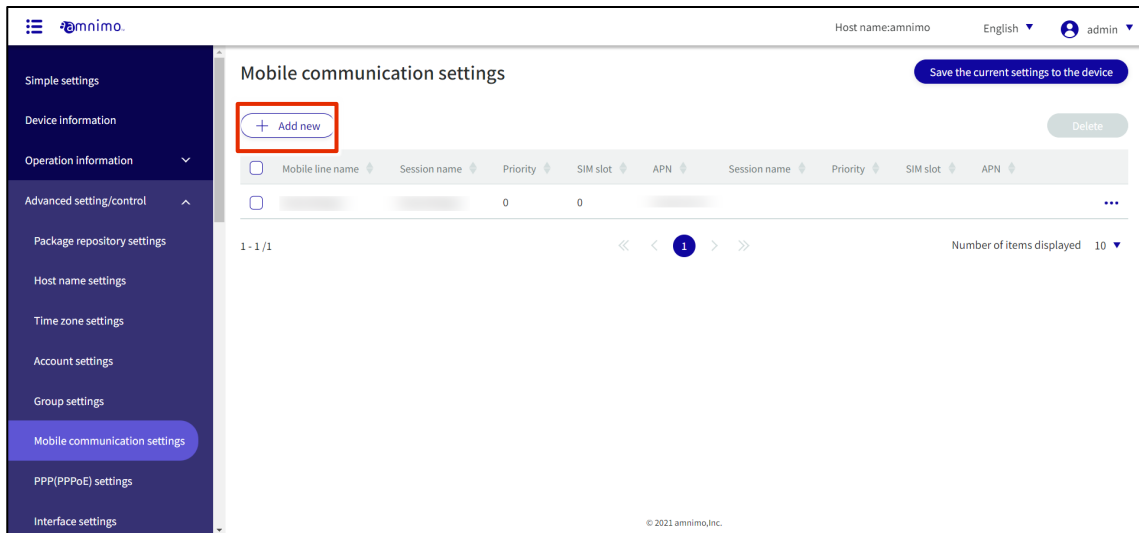 amnimo.
Host name:amnimo
English
admin
Simple settings
Device information
Operation information
Advanced setting/control
Package repository settings
Host name settings
Time zone settings
Account settings
Group settings
Mobile communication settings
PPP(PPPoE) settings
Interface settings
Mobile communication settings
Save the current settings to the device
+ Add new
Delete
Mobile line name Session name Priority SIM slot APN Session name Priority SIM slot APN
0 0
1 - 1 /1
1
Number of items displayed 10
© 2021 amnimo,Inc.